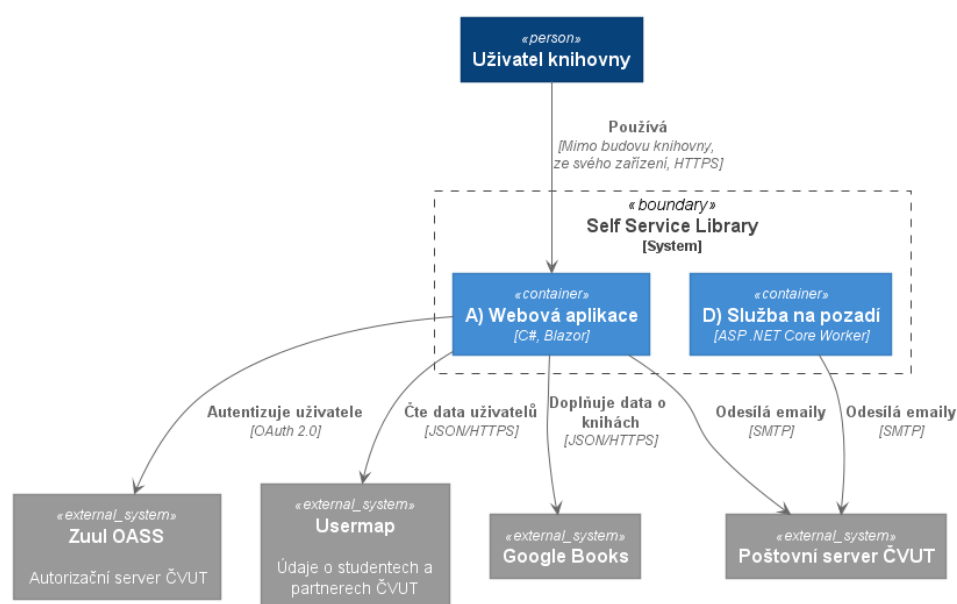 «person»
Uživatel knihovny
Používá
[Mimo budovu knihovny,
ze svého zařízení, HTTPS]
«boundary»
Self Service Library
[System]
«container»
A) Webová aplikace
[C#, Blazor]
«container»
D) Služba na pozadí
[ASP .NET Core Worker]
Autentizuje uživatele
[OAuth 2.0]
Čte data uživatelů
[JSON/HTTPS]
Doplňuje data o
knihách
[JSON/HTTPS]
Odesílá emaily
[SMTP]
Odesílá emaily
[SMTP]
«external_system»
Zuul OASS
Autorizační server ČVUT
«external_system»
Usermap
Údaje o studentech a
partnerech ČVUT
«external_system»
Google Books
«external_system»
Poštovní server ČVUT